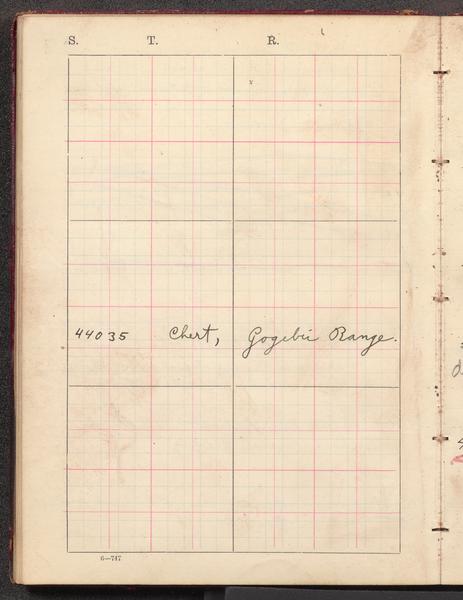 S. T. R.
44035 Chert, Gogebic Range.
6—747